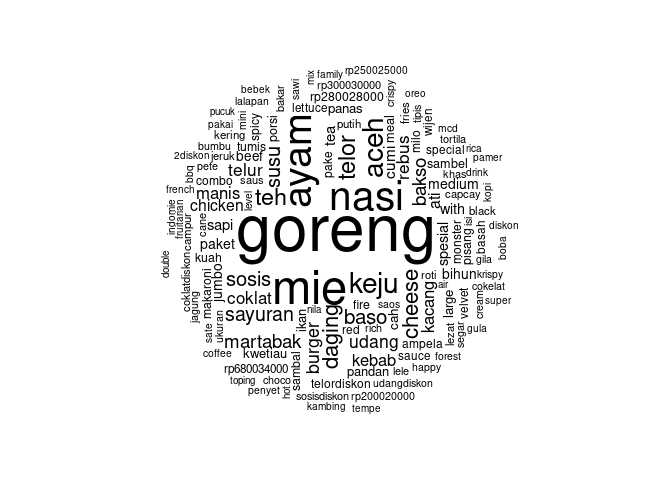 family rp250025000
mix
rp300030000
crispy
sawi
bebek
bakar
lalapan
rp280028000
oreo
lettuce panas
pucuk
mini
spicy
porsi
ayam
putih
meal
fries
tipis
pakai
kering
tea
telor
aceh
cumi
rebus
milo
wijen
mcd
bumbu tumis
susu
pake
tortila
2diskon jeruk beef
special rica
bbq
pete
telur
bakso
sambel pamer
combo saus
khas drink
french
manis
level
teh
nasi
ati
medium
capcay kopi
chicken
with black
indomie
fruitarian
cane
sapi
goreng
spesial
monster
pisang
isi
basah
diskon
campur
paket
gila
boba
kuah
double
coklatdiskon
jagung
makaroni
jumbo
sosis
mie
keju
cheese
roti bihun krispy
kacang
air
cokelat
coklat
large
velvet
cream
super
sate
ukuran
sayuran
ikan
nila
fire saos
cah
lezat
segar
gula
daging
baso
red rich
martabak
burger
udang
ampela
coffee kwetiau
sambal
kebab
sauce forest
rp680034000
pandan lele happy
toping choco
telordiskon udangdiskon
penyet
hot
sosisdiskon rp200020000
kambing tempe